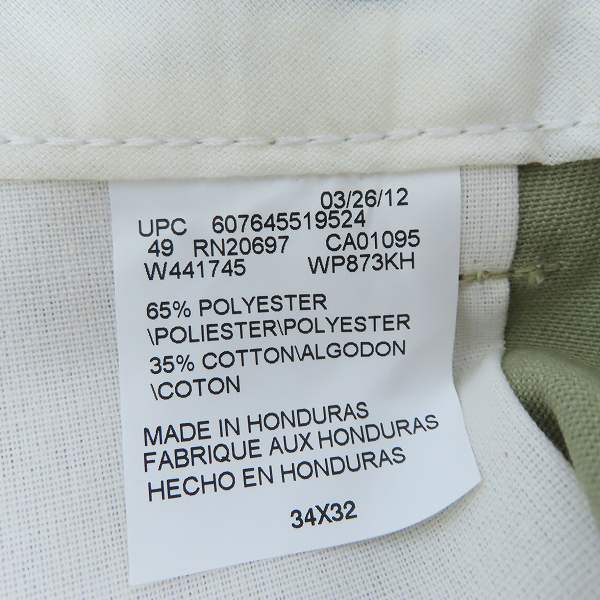 03/26/12
UPC 607645519524
49 RN20697 CA01095
W441745 WP873KH
65% POLYESTER
\POLIESTER\POLYESTER
35% COTTON\ALGODON
\COTON
MADE IN HONDURAS
FABRIQUE AUX HONDURAS
HECHO EN HONDURAS
34X32